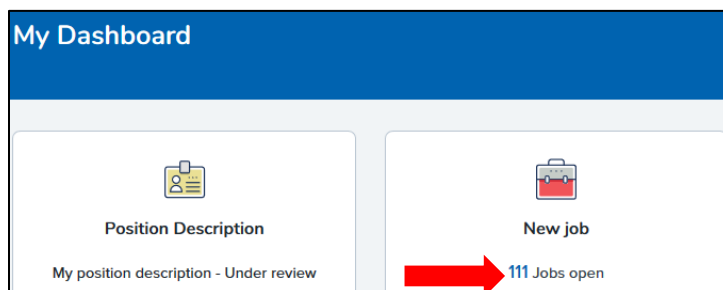 My Dashboard
Position Description
New job
My position description - Under review
111 Jobs open